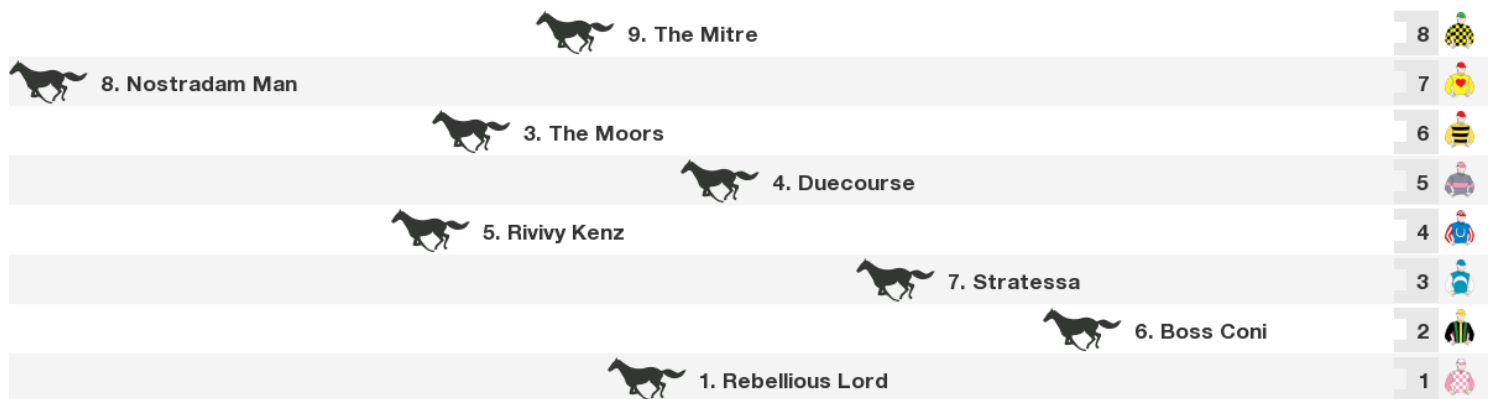 9. The Mitre 8
8. Nostradam Man 7
3. The Moors 6
4. Duecourse 5
5. Rivivy Kenz 4
7. Stratessa 3
6. Boss Coni 2
1. Rebellious Lord 1